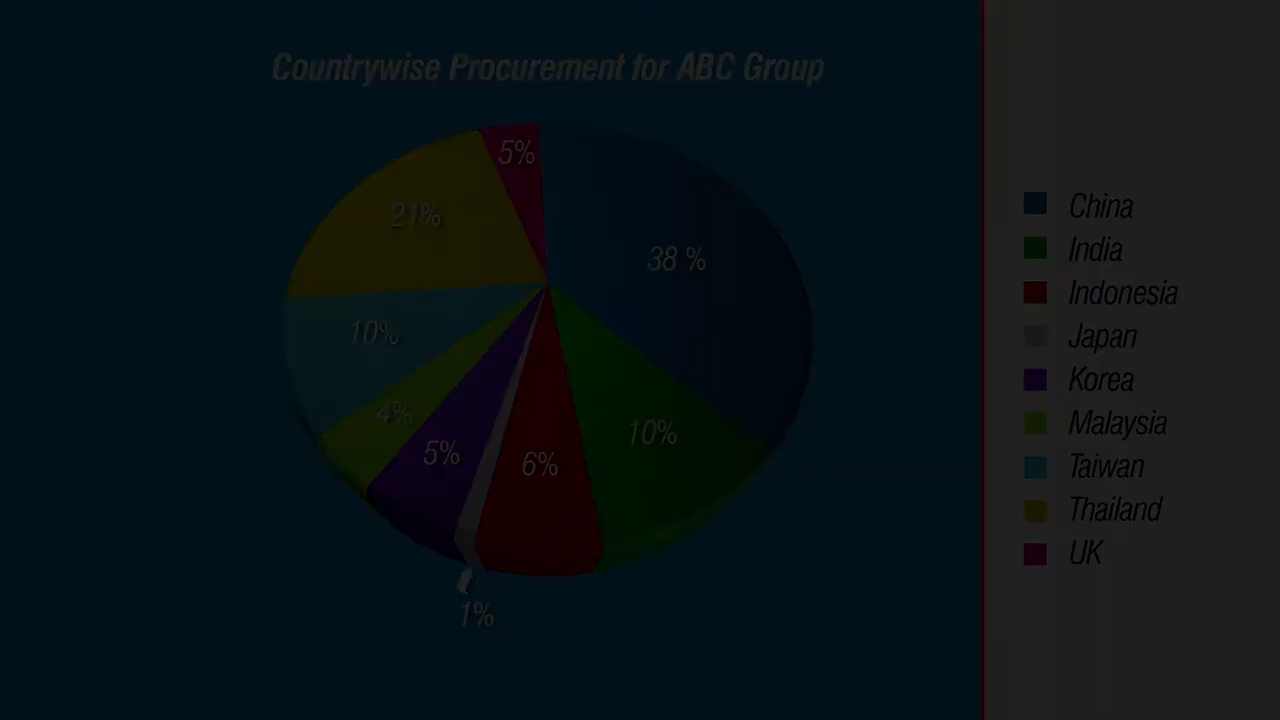 Countrywise Procurement for ABC Group
5%
21%
38 %
10%
4%
5%
6%
10%
1%
China
India
Indonesia
Japan
Korea
Malaysia
Taiwan
Thailand
UK